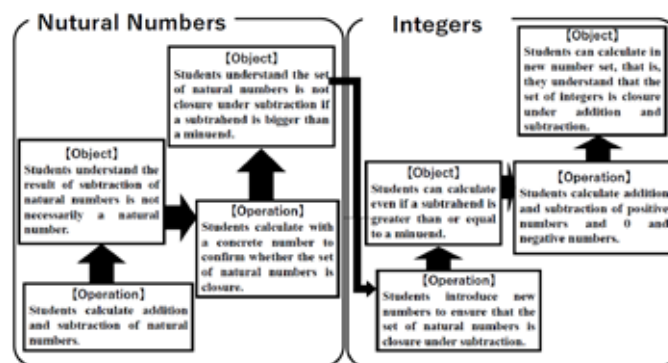 Nutural Numbers
【Object】
Students understand the set
of natural numbers is not
closure under subtraction if
a subtrahend is bigger than
a minuend.
【Object】
Students understand the
result of subtraction of
natural numbers is not
necessarily a natural
number.
【Operation】
Students calculate with
a concrete number to
confirm whether the set
of natural numbers is
closure.
【Operation】
Students calculate addition
and subtraction of natural
numbers.
Integers
【Object】
Students can calculate in
new number set, that is,
they understand that the
set of integers is closure
under addition and
subtraction.
【Object】
Students can calculate
even if a subtrahend is
greater than or equal
to a minuend.
【Operation】
Students calculate addition
and subtraction of positive
numbers and 0 and
negative numbers.
【Operation】
Students introduce new
numbers to ensure that the
set of natural numbers is
closure under subtraction.